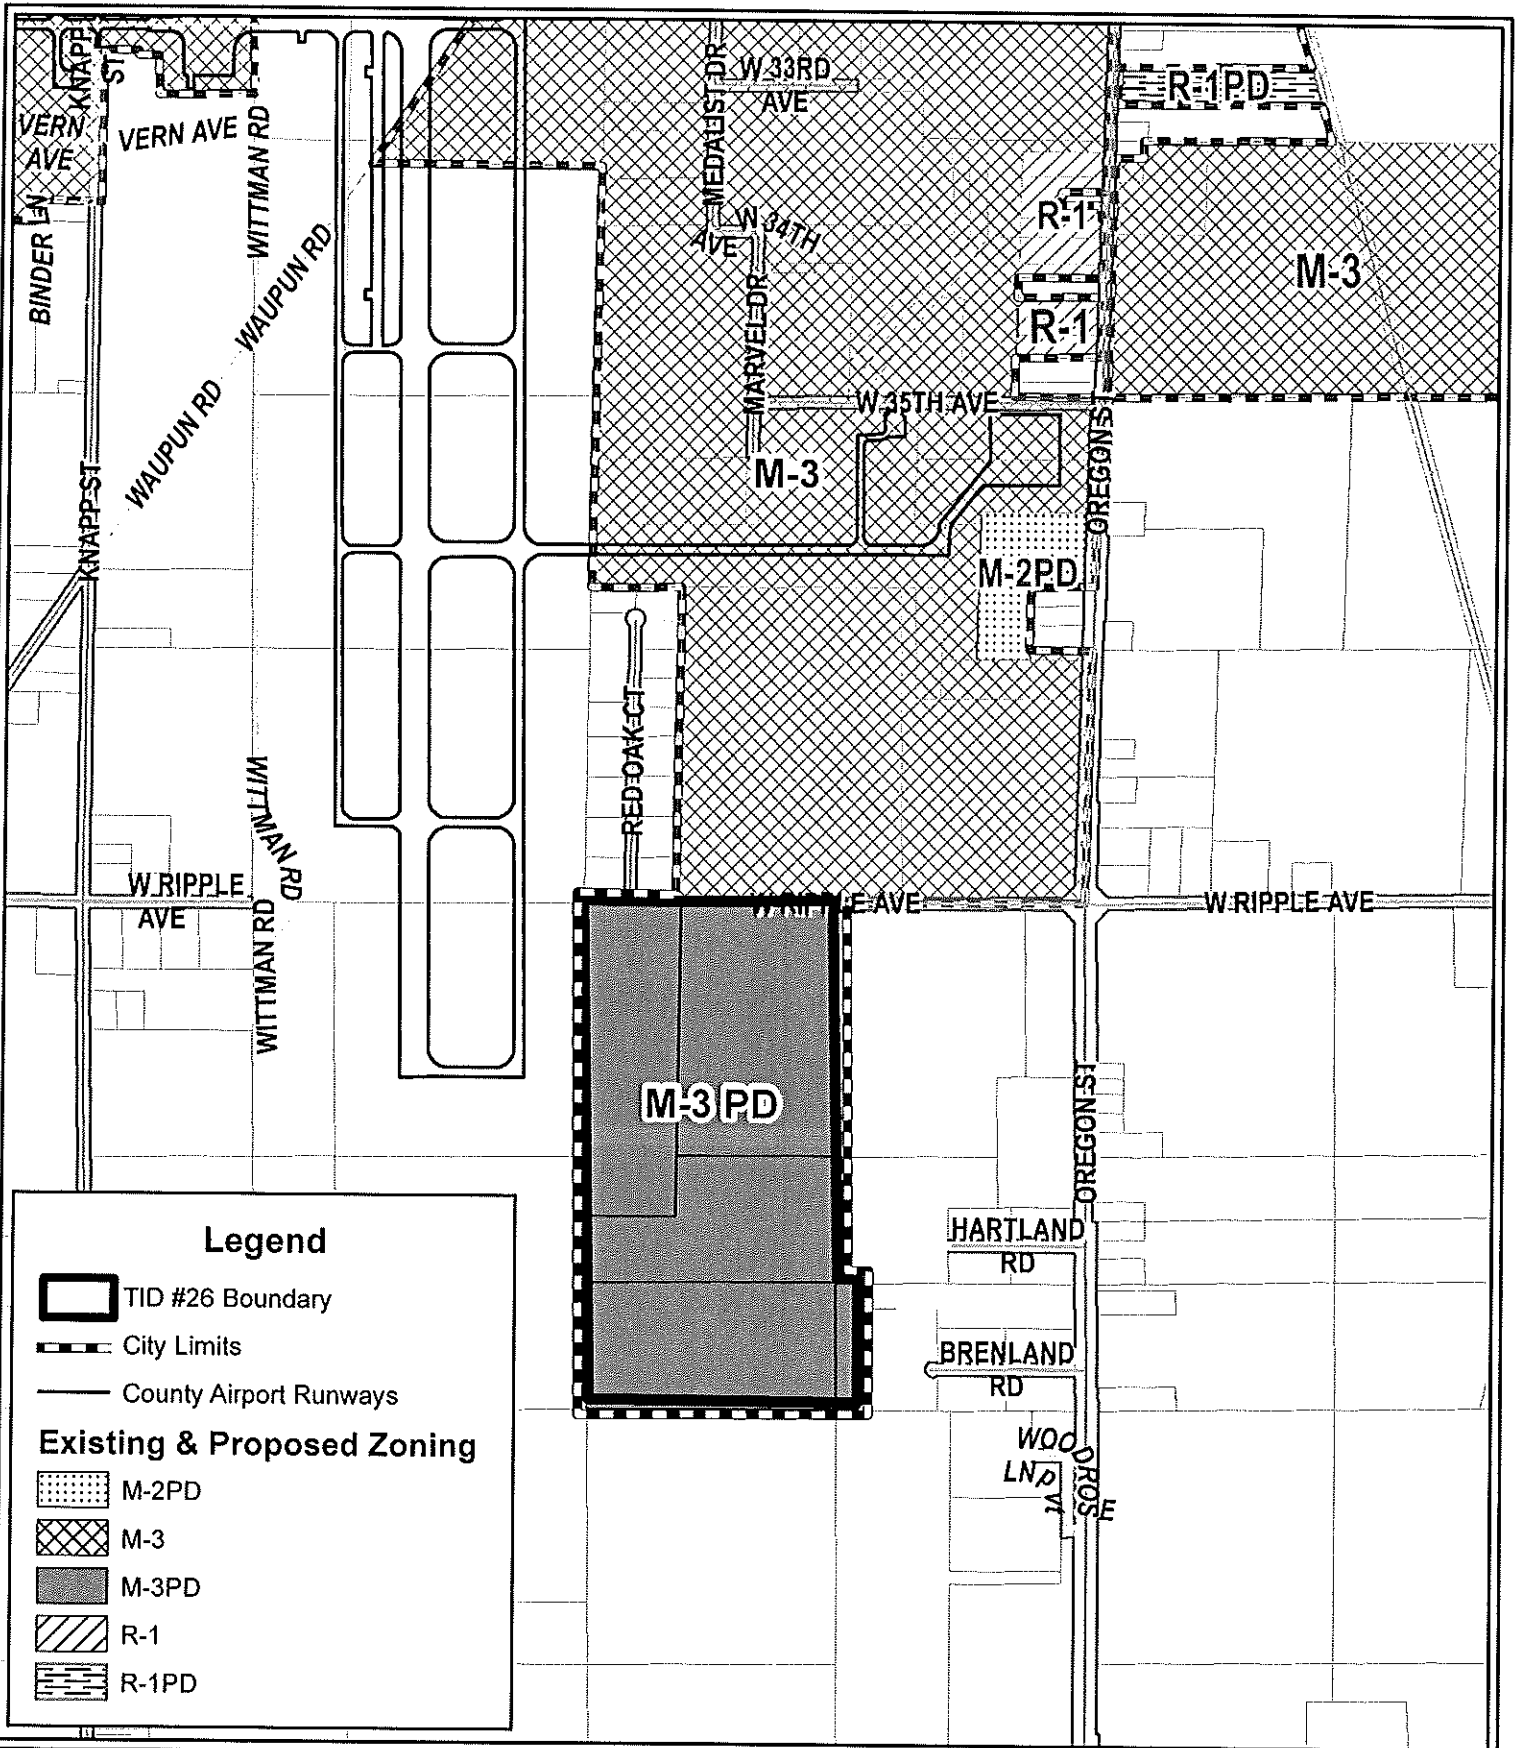 KNAPP
ST
VERN
AVE
VERN AVE
WITTMAN RD
BINDER LN
WAUPUN RD
WAUPUN RD
KNAPP ST
MEDALIST DR
W 33RD
AVE
W 34TH
AVE
MARVEL DR
W 35TH AVE
R-1PD
R-1
R-1
M-3
M-3
OREGON ST
M-2PD
RED OAK CT
WITTMAN RD
W RIPPLE
AVE
WITTMAN RD
W RIPPLE AVE
W RIPPLE AVE
M-3 PD
OREGON ST
HARTLAND
RD
BRENLAND
RD
WOODROSE
LN Pvt
Legend
TID #26 Boundary
City Limits
County Airport Runways
Existing & Proposed Zoning
M-2PD
M-3
M-3PD
R-1
R-1PD